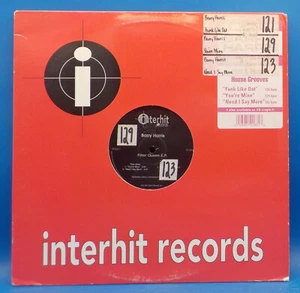 Barry Harris
Funk Like Dat
121
Barry Harris
You're Mine
129
Barry Harris
Need I Say More
123
House Grooves
"Funk Like Dat"
"You're Mine"
"Need I Say More"
interhit
Barry Harris
129
123
interhit records